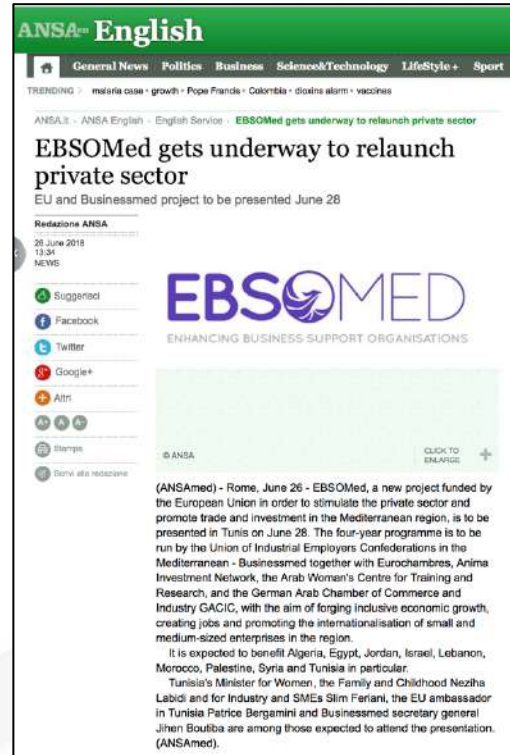 ANSAen English
General News Politics Business Science&Technology LifeStyle + Sport
TRENDING > malaria case • growth • Pope Francis • Colombia • dioxins alarm • vaccines
ANSA.it › ANSA English › English Service › EBSOMed gets underway to relaunch private sector
EBSOMed gets underway to relaunch
private sector
EU and Businessmed project to be presented June 28
Redazione ANSA
26 June 2018
13:34
NEWS
Suggerisci
Facebook
Twitter
Google+
Altri
A+ A A-
Stampa
Scrivi alla redazione
EBSOMED
ENHANCING BUSINESS SUPPORT ORGANISATIONS
© ANSA
CLICK TO
ENLARGE +
(ANSAmed) - Rome, June 26 - EBSOMed, a new project funded by
the European Union in order to stimulate the private sector and
promote trade and investment in the Mediterranean region, is to be
presented in Tunis on June 28. The four-year programme is to be
run by the Union of Industrial Employers Confederations in the
Mediterranean - Businessmed together with Eurochambres, Anima
Investment Network, the Arab Woman's Centre for Training and
Research, and the German Arab Chamber of Commerce and
Industry GACIC, with the aim of forging inclusive economic growth,
creating jobs and promoting the internationalisation of small and
medium-sized enterprises in the region.
It is expected to benefit Algeria, Egypt, Jordan, Israel, Lebanon,
Morocco, Palestine, Syria and Tunisia in particular.
Tunisia's Minister for Women, the Family and Childhood Neziha
Labidi and for Industry and SMEs Slim Feriani, the EU ambassador
in Tunisia Patrice Bergamini and Businessmed secretary general
Jihen Boutiba are among those expected to attend the presentation.
(ANSAmed).